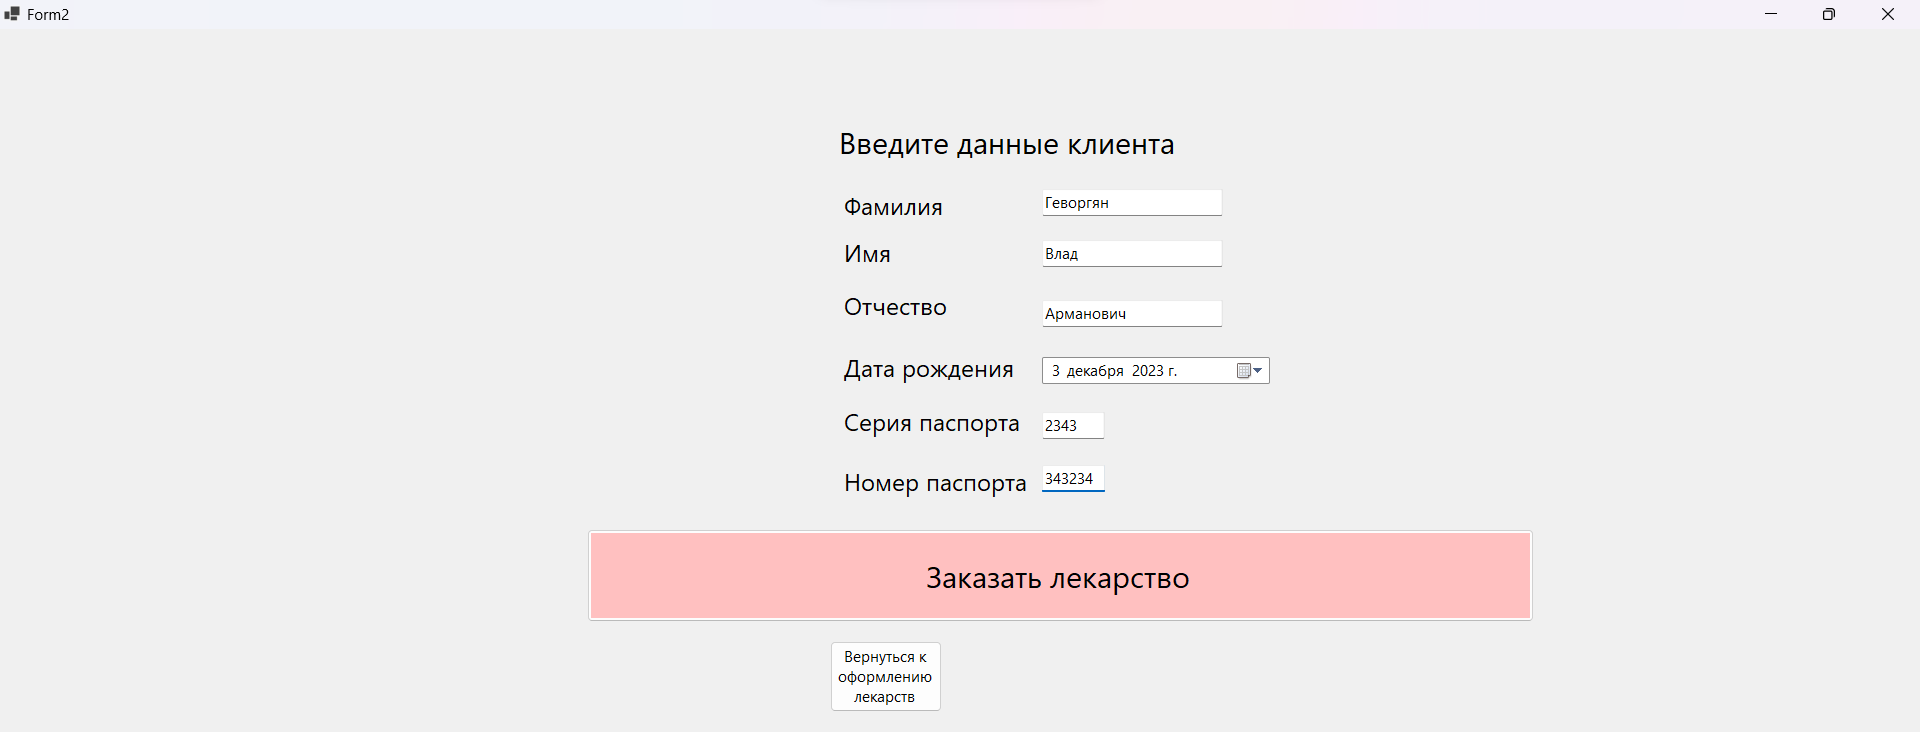 Form2
Введите данные клиента
Фамилия
Геворгян
Имя
Влад
Отчество
Арманович
Дата рождения
3 декабря 2023 г.
Серия паспорта
2343
Номер паспорта
343234
Заказать лекарство
Вернуться к
оформлению
лекарств